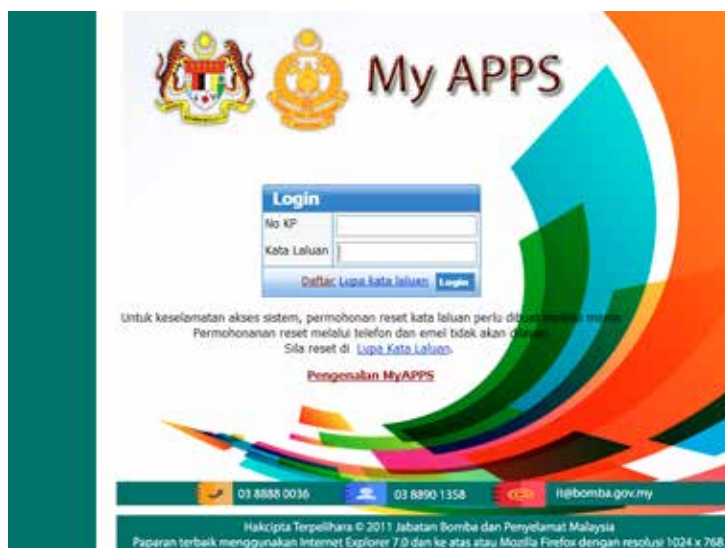 My APPS
Login
No KP
Kata Laluan
Daftar Lupa kata laluan Login
Untuk keselamatan akses sistem, permohonan reset kata laluan perlu
Permohonanan reset melalui telefon dan emel tidak akan
Sila reset di Lupa Kata Laluan.
Pengenalan MyAPPS
03 8888 0036 03 8890 1358 it@bomba.gov.my
Hakcipta Terpelihara © 2011 Jabatan Bomba dan Penyelamat Malaysia
Paparan terbaik menggunakan Internet Explorer 7.0 dan ke atas atau Mozilla Firefox dengan resolusi 1024 x 768